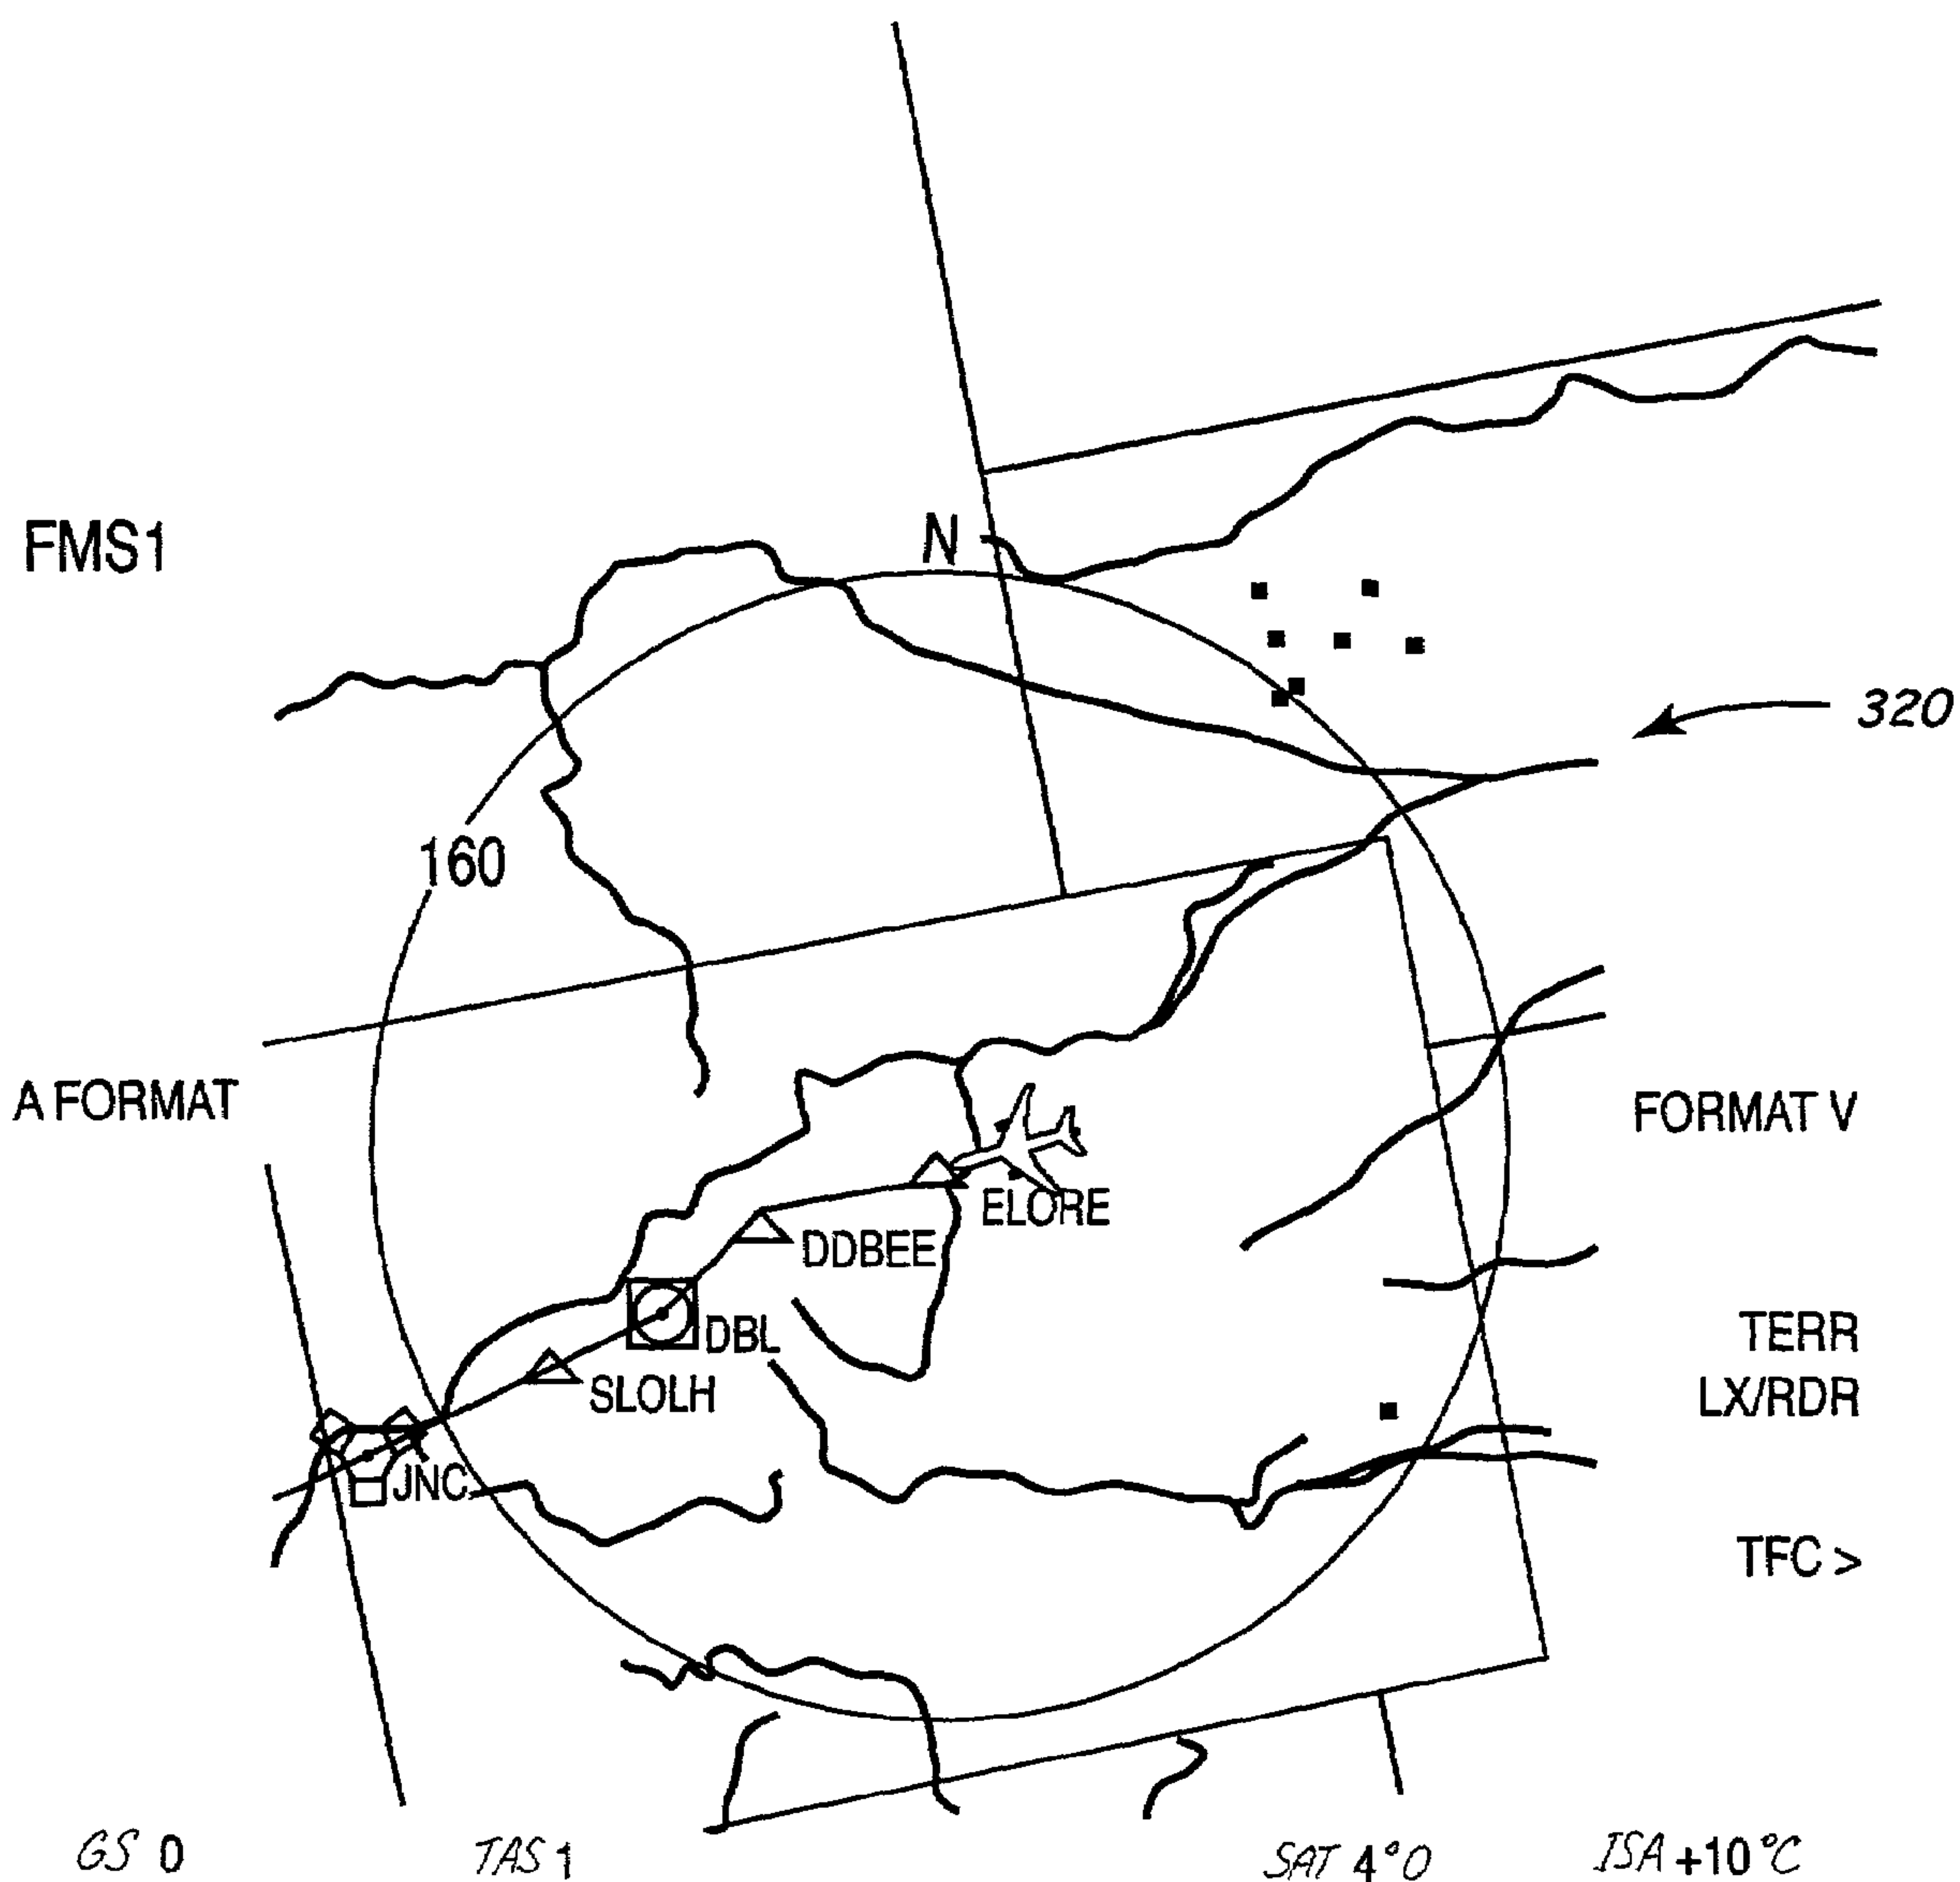 N
FMS1
320
160
A FORMAT
FORMAT V
ELORE
DDBEE
TERR
DBL
LX/RDR
SLOLH
JNC
TFC >
GS 0
TAS 1
SAT 4°0
ISA +10°C